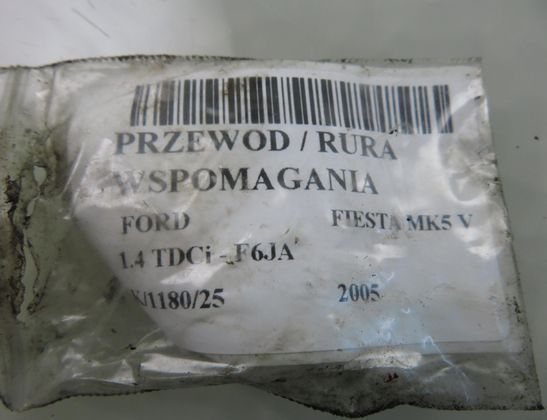 PRZEWOD / RURA
WSPOMAGANIA
FORD FIESTA MK5 V
1.4 TDCi - F6JA
2005